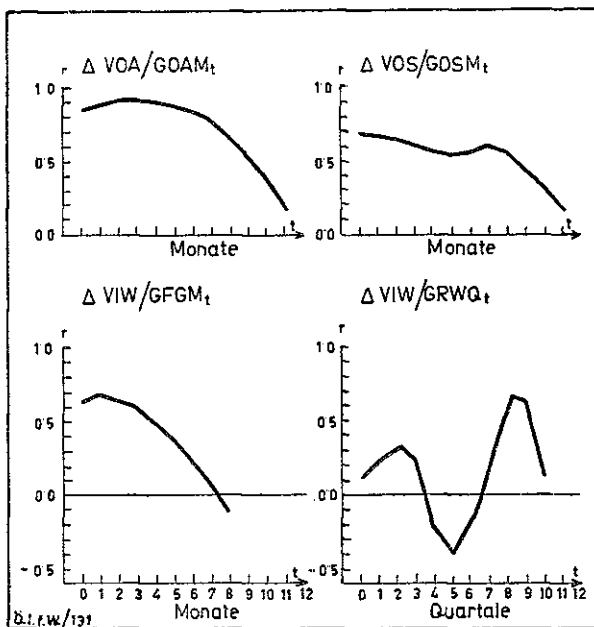 Δ VOA/GOAMt
r
1.0
0.5
0.0
t
Monate
Δ VOS/GOSMt
r
1.0
0.5
0.0
t
Monate
Δ VIW/GFGMt
r
1.0
0.5
0.0
-0.5
t
0 1 2 3 4 5 6 7 8 9 10 11 12
Monate
Δ VIW/GRWQt
r
1.0
0.5
0.0
-0.5
t
0 1 2 3 4 5 6 7 8 9 10 11 12
Quartale
ö.I.f.W./131